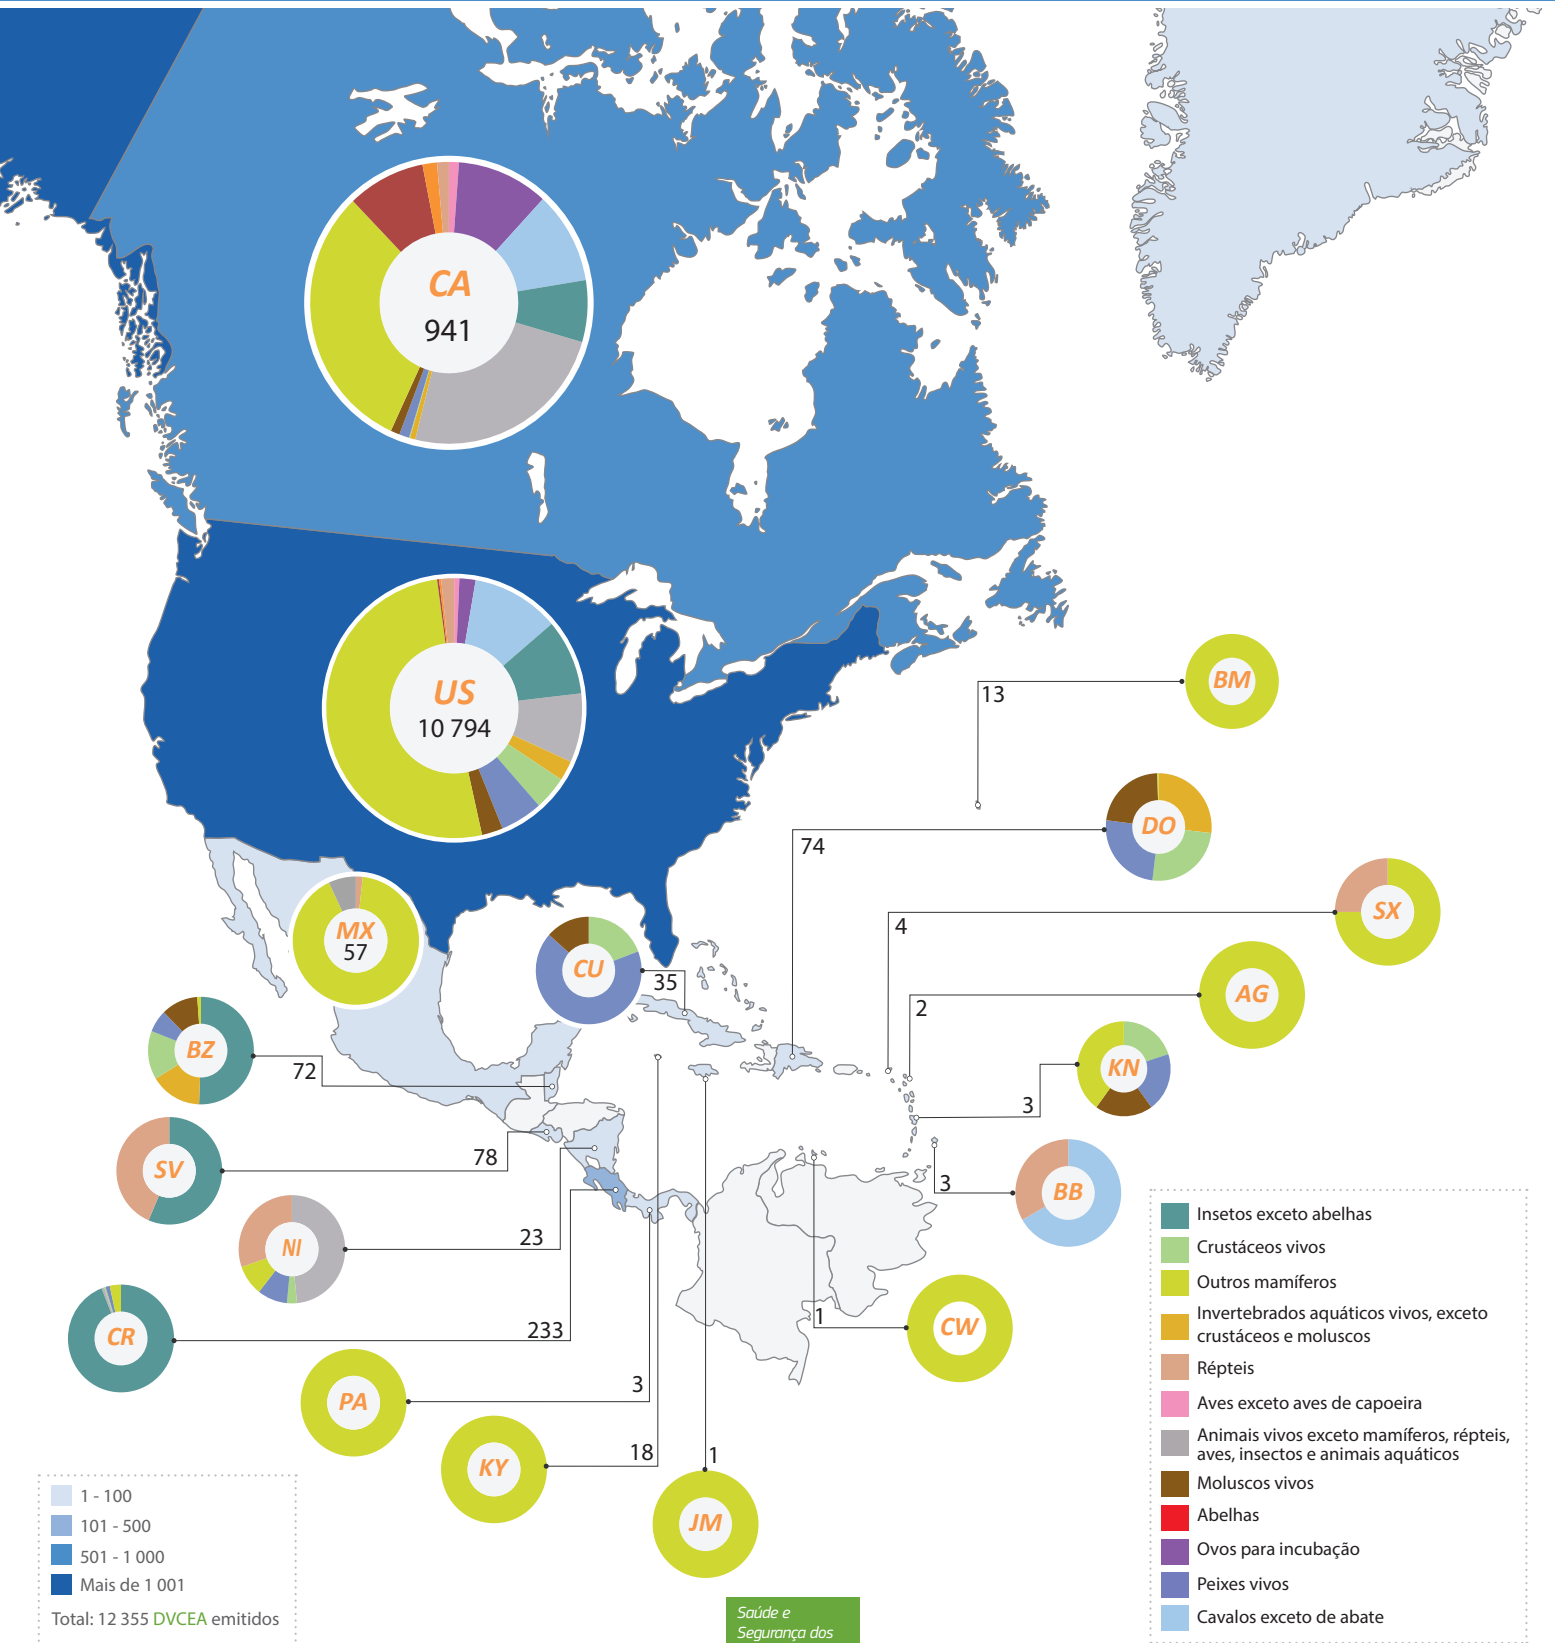 CA
941
US
10 794
BM
13
DO
74
SX
4
MX
57
CU
35
AG
2
BZ
72
KN
3
SV
78
BB
3
NI
23
CR
233
CW
1
PA
3
KY
18
JM
1
Insetos exceto abelhas
Crustáceos vivos
Outros mamíferos
Invertebrados aquáticos vivos, exceto
crustáceos e moluscos
Répteis
Aves exceto aves de capoeira
Animais vivos exceto mamíferos, répteis,
aves, insectos e animais aquáticos
Moluscos vivos
Abelhas
Ovos para incubação
Peixes vivos
Cavalos exceto de abate
1 - 100
101 - 500
501 - 1 000
Mais de 1 001
Total: 12 355 DVCEA emitidos
Saúde e
Segurança dos